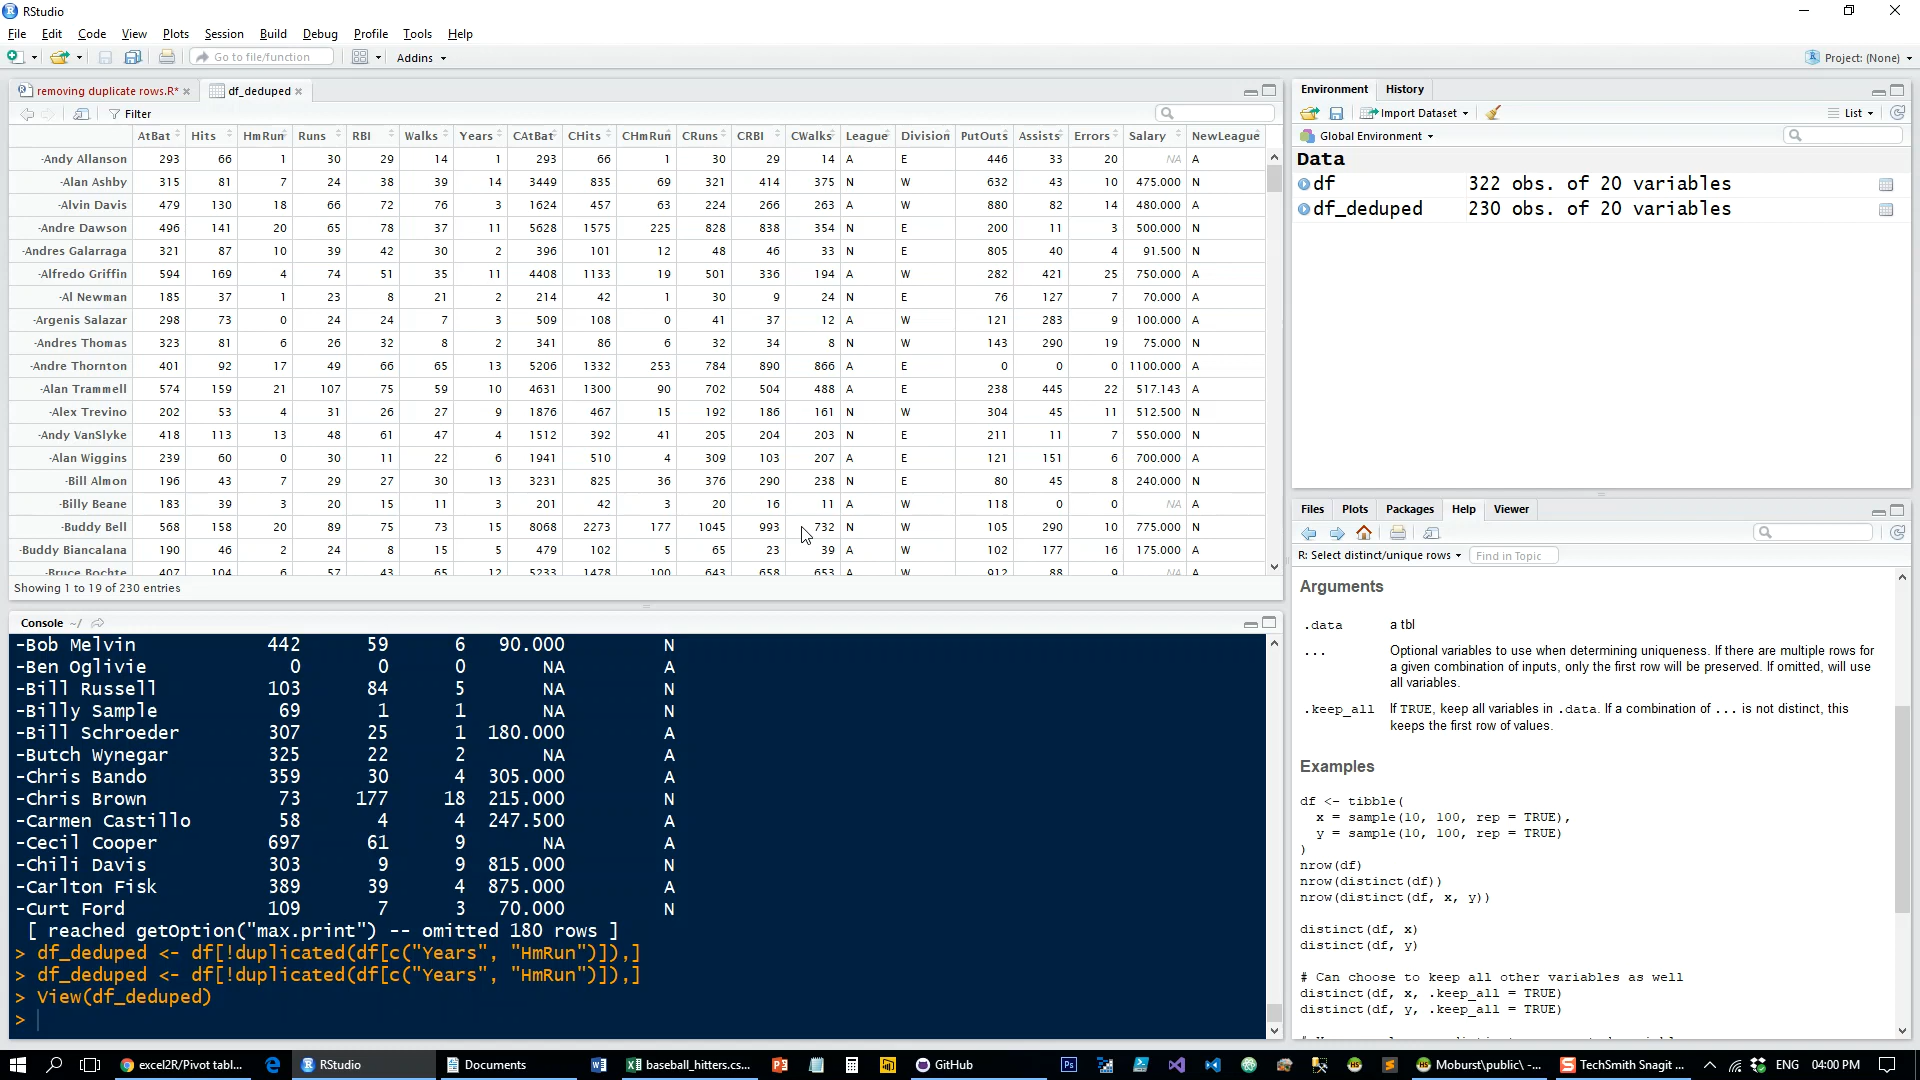 RStudio
File Edit Code View Plots Session Build Debug Profile Tools Help
Go to file/function Addins Project: (None)
removing duplicate rows.R* df_deduped
Filter
AtBat Hits HmRun Runs RBI Walks Years CAtBat CHits CHmRun CRuns CRBI CWalks League Division PutOuts Assists Errors Salary NewLeague
-Andy Allanson 293 66 1 30 29 14 1 293 66 1 30 29 14 A E 446 33 20 NA A
-Alan Ashby 315 81 7 24 38 39 14 3449 835 69 321 414 375 N W 632 43 10 475.000 N
-Alvin Davis 479 130 18 66 72 76 3 1624 457 63 224 266 263 A W 880 82 14 480.000 A
-Andre Dawson 496 141 20 65 78 37 11 5628 1575 225 828 838 354 N E 200 11 3 500.000 N
-Andres Galarraga 321 87 10 39 42 30 2 396 101 12 48 46 33 N E 805 40 4 91.500 N
-Alfredo Griffin 594 169 4 74 51 35 11 4408 1133 19 501 336 194 A W 282 421 25 750.000 A
-Al Newman 185 37 1 23 8 21 2 214 42 1 30 9 24 N E 76 127 7 70.000 A
-Argenis Salazar 298 73 0 24 24 7 3 509 108 0 41 37 12 A W 121 283 9 100.000 A
-Andres Thomas 323 81 6 26 32 8 2 341 86 6 32 34 8 N W 143 290 19 75.000 N
-Andre Thornton 401 92 17 49 66 65 13 5206 1332 253 784 890 866 A E 0 0 0 1100.000 A
-Alan Trammell 574 159 21 107 75 59 10 4631 1300 90 702 504 488 A E 238 445 22 517.143 A
-Alex Trevino 202 53 4 31 26 27 9 1876 467 15 192 186 161 N W 304 45 11 512.500 N
-Andy VanSlyke 418 113 13 48 61 47 4 1512 392 41 205 204 203 N E 211 11 7 550.000 N
-Alan Wiggins 239 60 0 30 11 22 6 1941 510 4 309 103 207 A E 121 151 6 700.000 A
-Bill Almon 196 43 7 29 27 30 13 3231 825 36 376 290 238 N E 80 45 8 240.000 N
-Billy Beane 183 39 3 20 15 11 3 201 42 3 20 16 11 A W 118 0 0 NA A
-Buddy Bell 568 158 20 89 75 73 15 8068 2273 177 1045 993 732 N W 105 290 10 775.000 N
-Buddy Biancalana 190 46 2 24 8 15 5 479 102 5 65 23 39 A W 102 177 16 175.000 A
-Bruce Bochte 407 104 6 57 43 65 12 5233 1478 100 643 658 653 A W 912 88 9 NA A
Showing 1 to 19 of 230 entries
Console ~/
-Bob Melvin 442 59 6 90.000 N
-Ben Oglivie 0 0 0 NA A
-Bill Russell 103 84 5 NA N
-Billy Sample 69 1 1 NA N
-Bill Schroeder 307 25 1 180.000 A
-Butch Wynegar 325 22 2 NA A
-Chris Bando 359 30 4 305.000 A
-Chris Brown 73 177 18 215.000 N
-Carmen Castillo 58 4 4 247.500 A
-Cecil Cooper 697 61 9 NA A
-Chili Davis 303 9 9 815.000 N
-Carlton Fisk 389 39 4 875.000 A
-Curt Ford 109 7 3 70.000 N
[ reached getOption("max.print") -- omitted 180 rows ]
> df_deduped <- df[!duplicated(df[c("Years", "HmRun")]),]
> df_deduped <- df[!duplicated(df[c("Years", "HmRun")]),]
> View(df_deduped)
>
Environment History
Import Dataset List
Global Environment
Data
df 322 obs. of 20 variables
df_deduped 230 obs. of 20 variables
Files Plots Packages Help Viewer
R: Select distinct/unique rows Find in Topic
Arguments
.data a tbl
... Optional variables to use when determining uniqueness. If there are multiple rows for
a given combination of inputs, only the first row will be preserved. If omitted, will use
all variables.
.keep_all If TRUE, keep all variables in .data. If a combination of ... is not distinct, this
keeps the first row of values.
Examples
df <- tibble(
x = sample(10, 100, rep = TRUE),
y = sample(10, 100, rep = TRUE)
)
nrow(df)
nrow(distinct(df))
nrow(distinct(df, x, y))
distinct(df, x)
distinct(df, y)
# Can choose to keep all other variables as well
distinct(df, x, .keep_all = TRUE)
distinct(df, y, .keep_all = TRUE)
excel2R/Pivot tabl... RStudio Documents baseball_hitters.cs... GitHub Moburst\public\ -... TechSmith Snagit ... ENG 04:00 PM